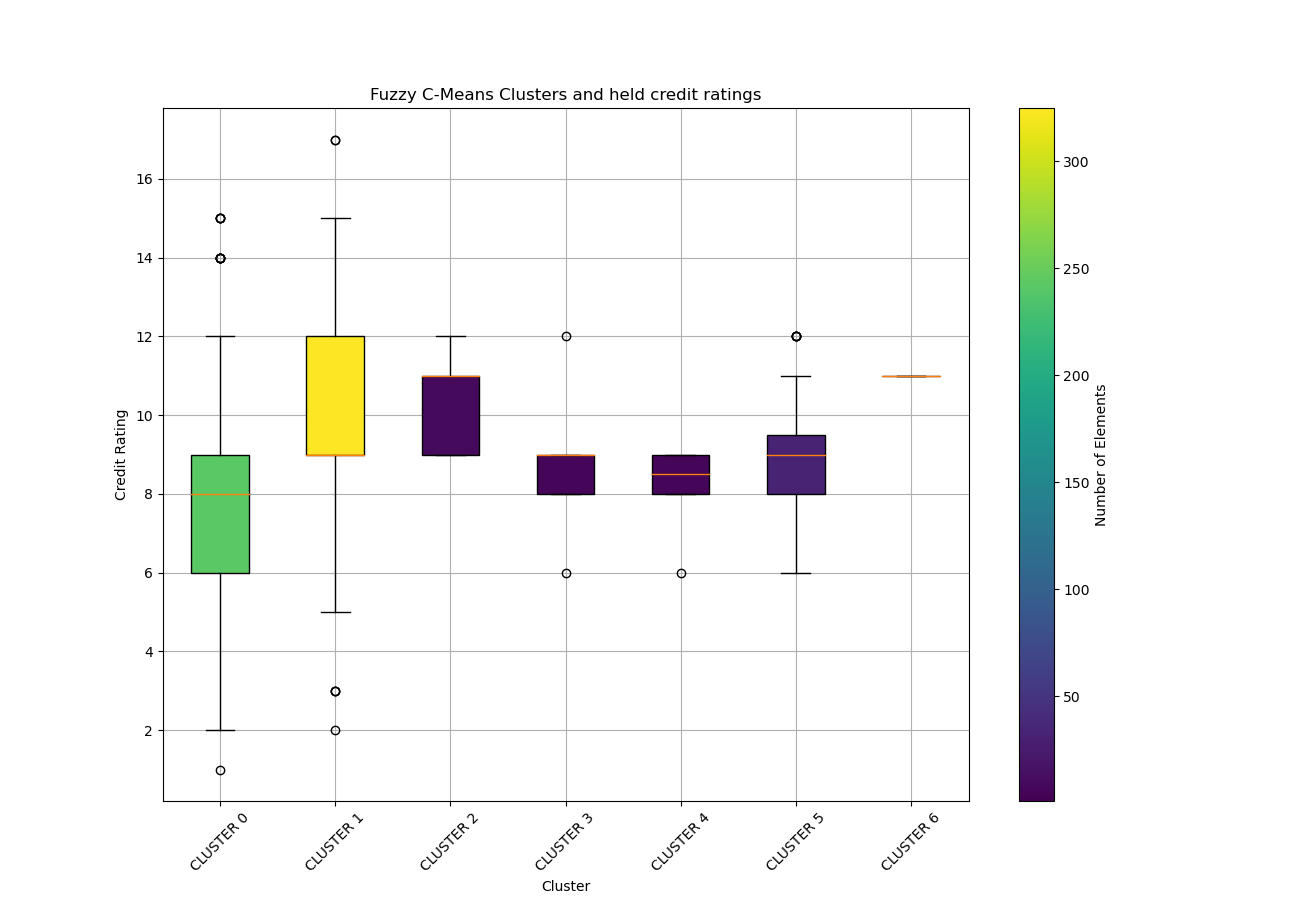 Fuzzy C-Means Clusters and held credit ratings
16
14
12
10
8
6
4
2
Credit Rating
CLUSTER 0
CLUSTER 1
CLUSTER 2
CLUSTER 3
CLUSTER 4
CLUSTER 5
CLUSTER 6
Cluster
300
250
200
150
100
50
Number of Elements